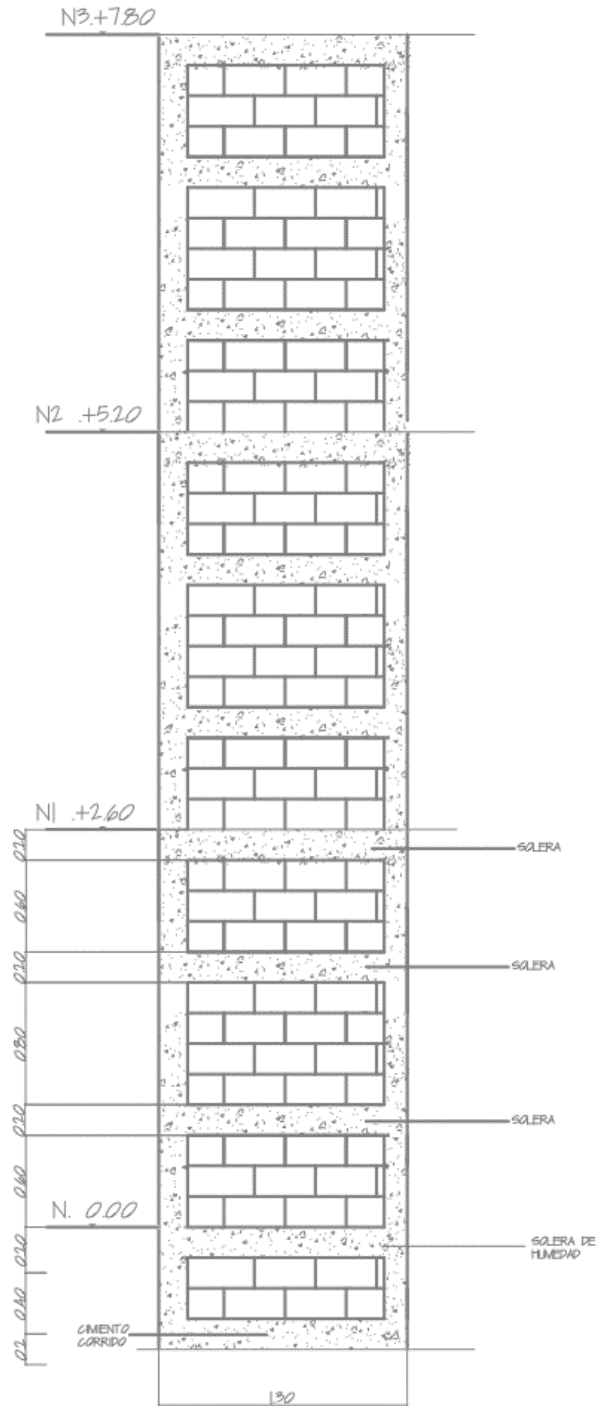 N3.+7.80
N2 .+5.20
N1 .+2.60
0.20
SOLERA
0.60
0.20
SOLERA
0.80
0.20
SOLERA
0.60
N. 0.00
0.20
SOLERA DE
HUMEDAD
0.40
CIMIENTO
CORRIDO
0.2
1.30